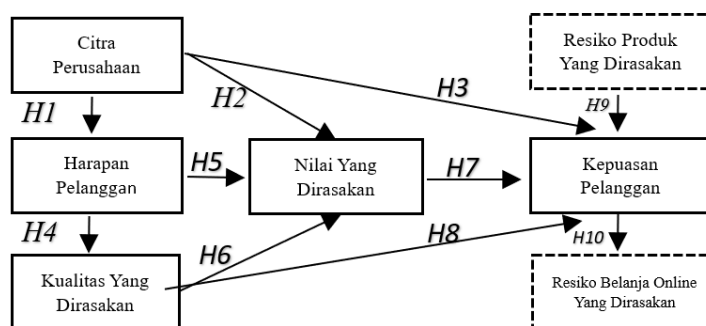 Citra
Perusahaan
Resiko Produk
Yang Dirasakan
H1
H2
H3
H9
Harapan
Pelanggan
H5
Nilai Yang
Dirasakan
H7
Kepuasan
Pelanggan
H4
H6
H8
H10
Kualitas Yang
Dirasakan
Resiko Belanja Online
Yang Dirasakan